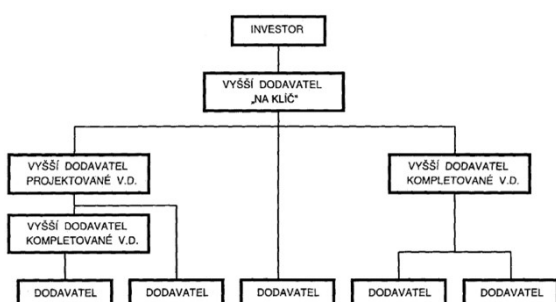 INVESTOR
VYŠŠÍ DODAVATEL
„NA KLÍČ“
VYŠŠÍ DODAVATEL
PROJEKTOVANÉ V.D.
VYŠŠÍ DODAVATEL
KOMPLETOVANÉ V.D.
VYŠŠÍ DODAVATEL
KOMPLETOVANÉ V.D.
DODAVATEL
DODAVATEL
DODAVATEL
DODAVATEL
DODAVATEL